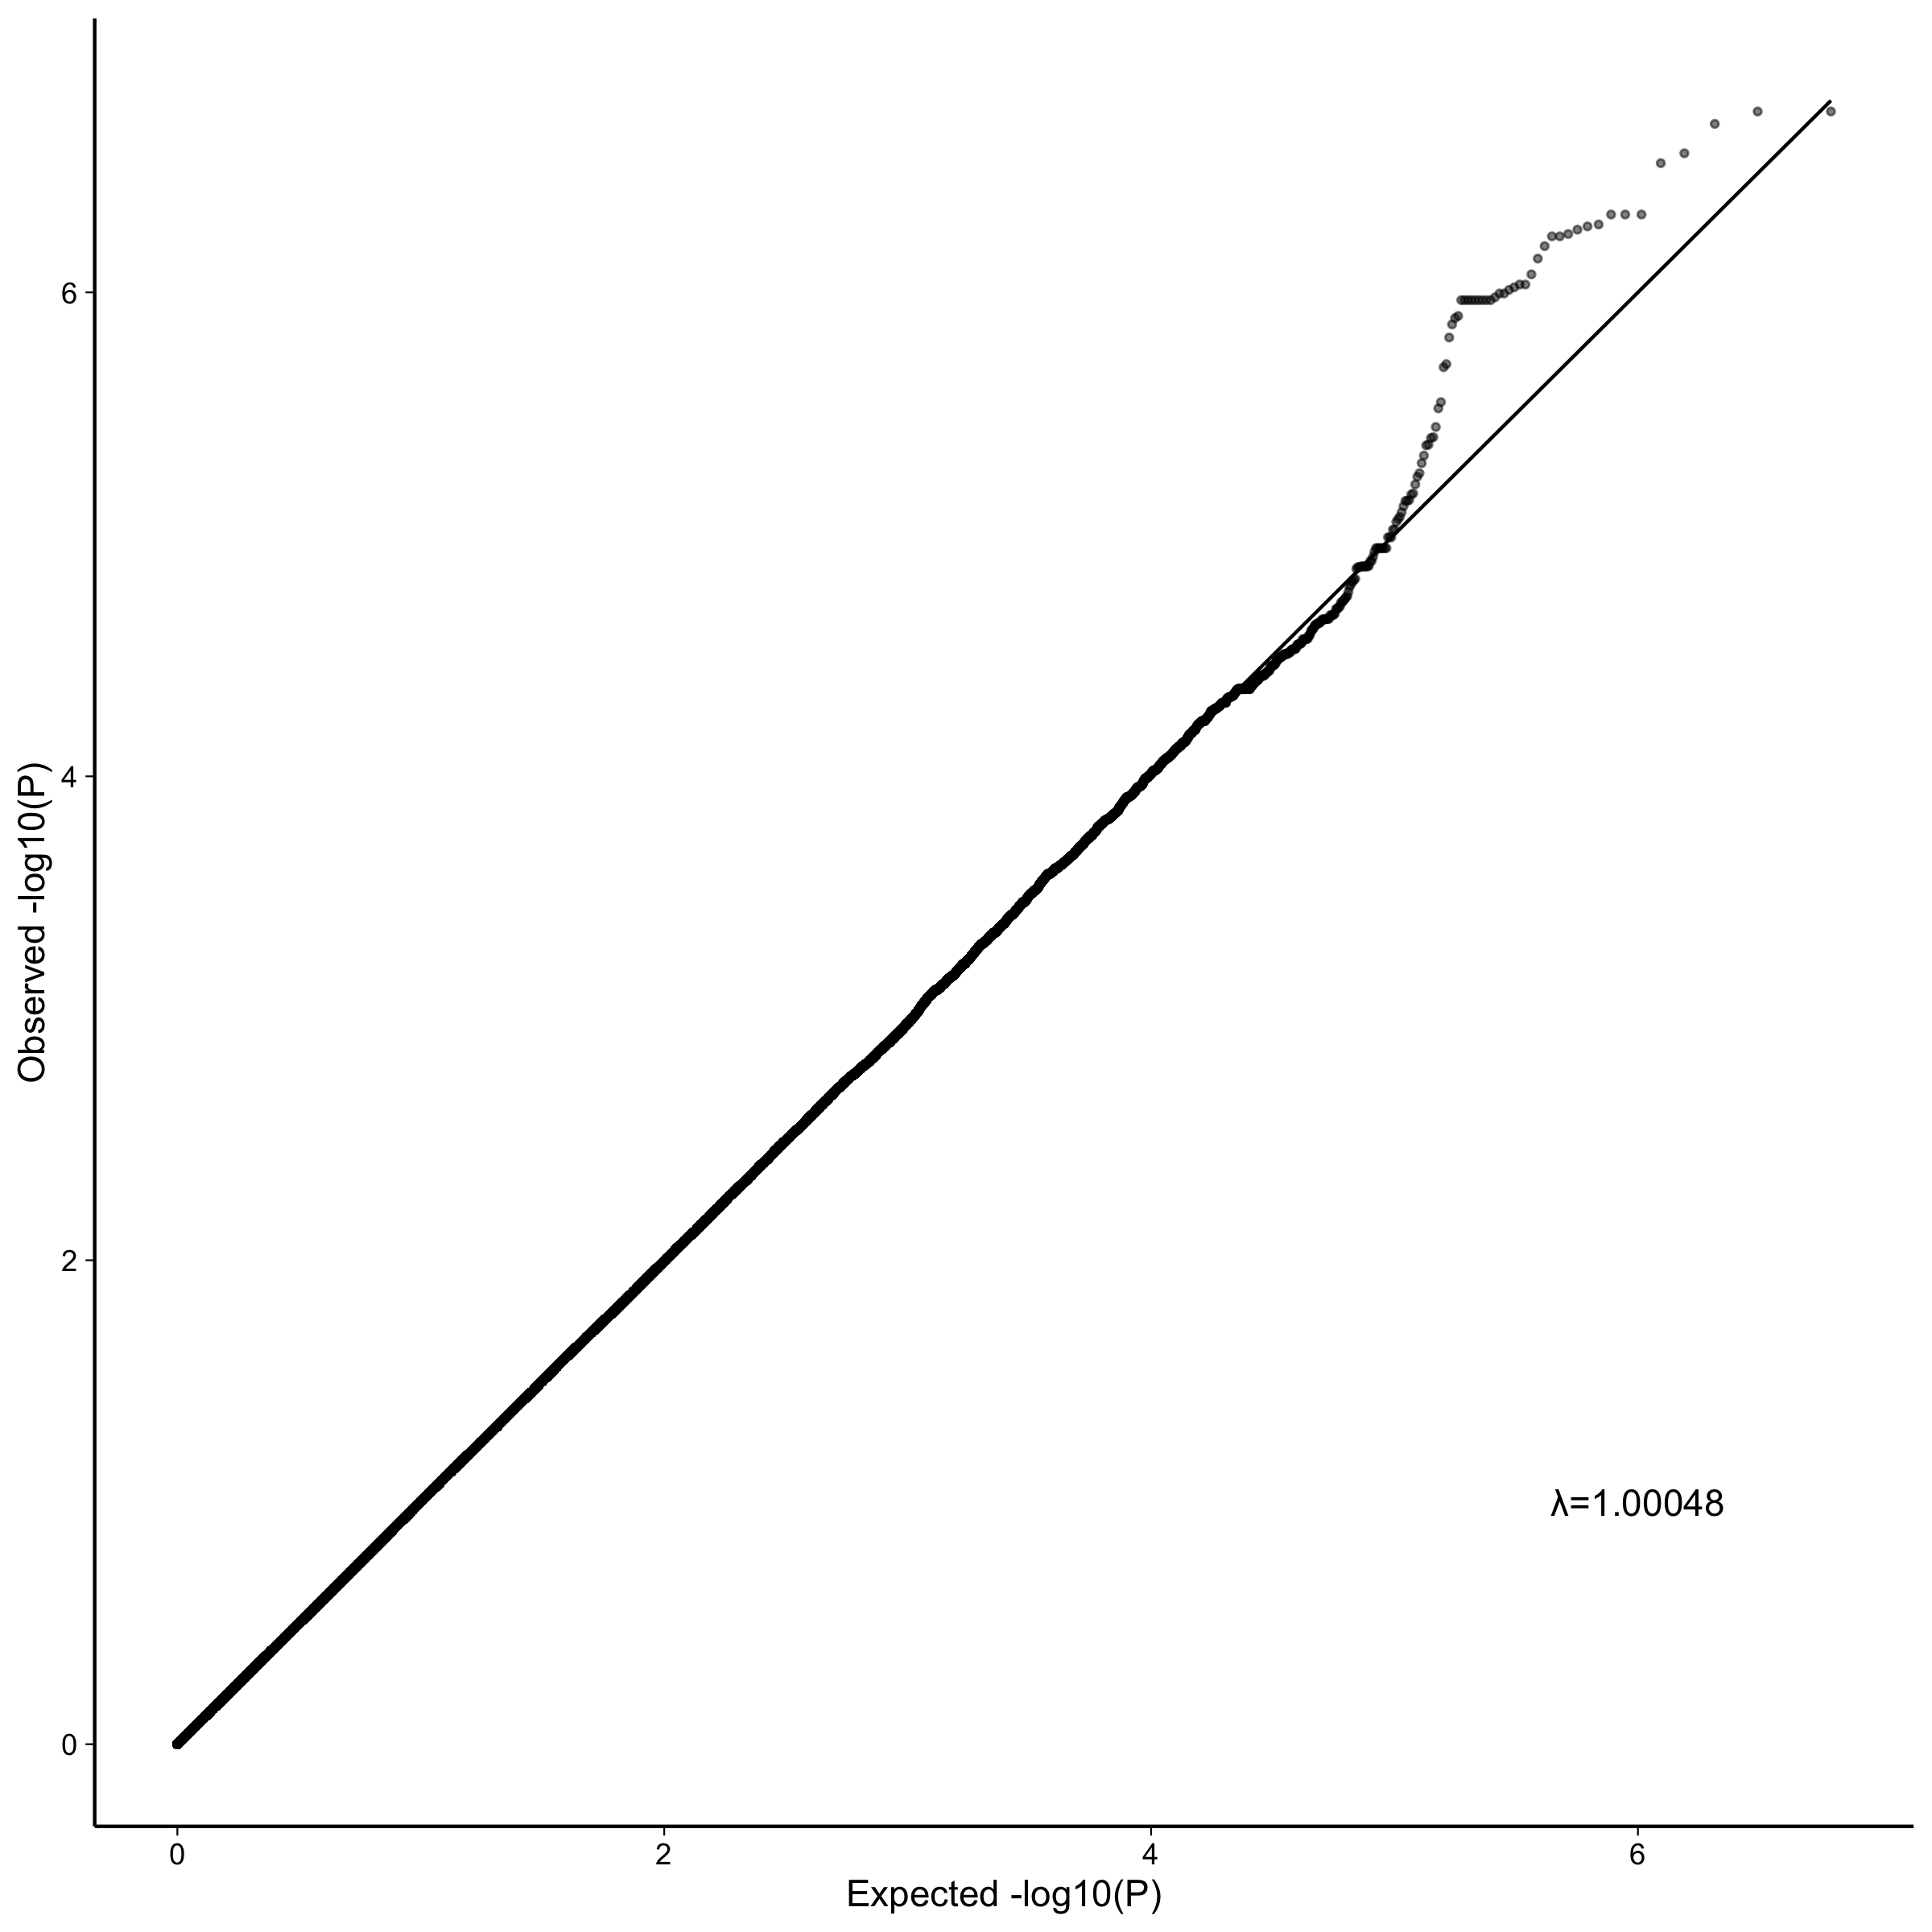 Observed -log10(P)
6
4
2
0
λ=1.00048
0 2 4 6
Expected -log10(P)